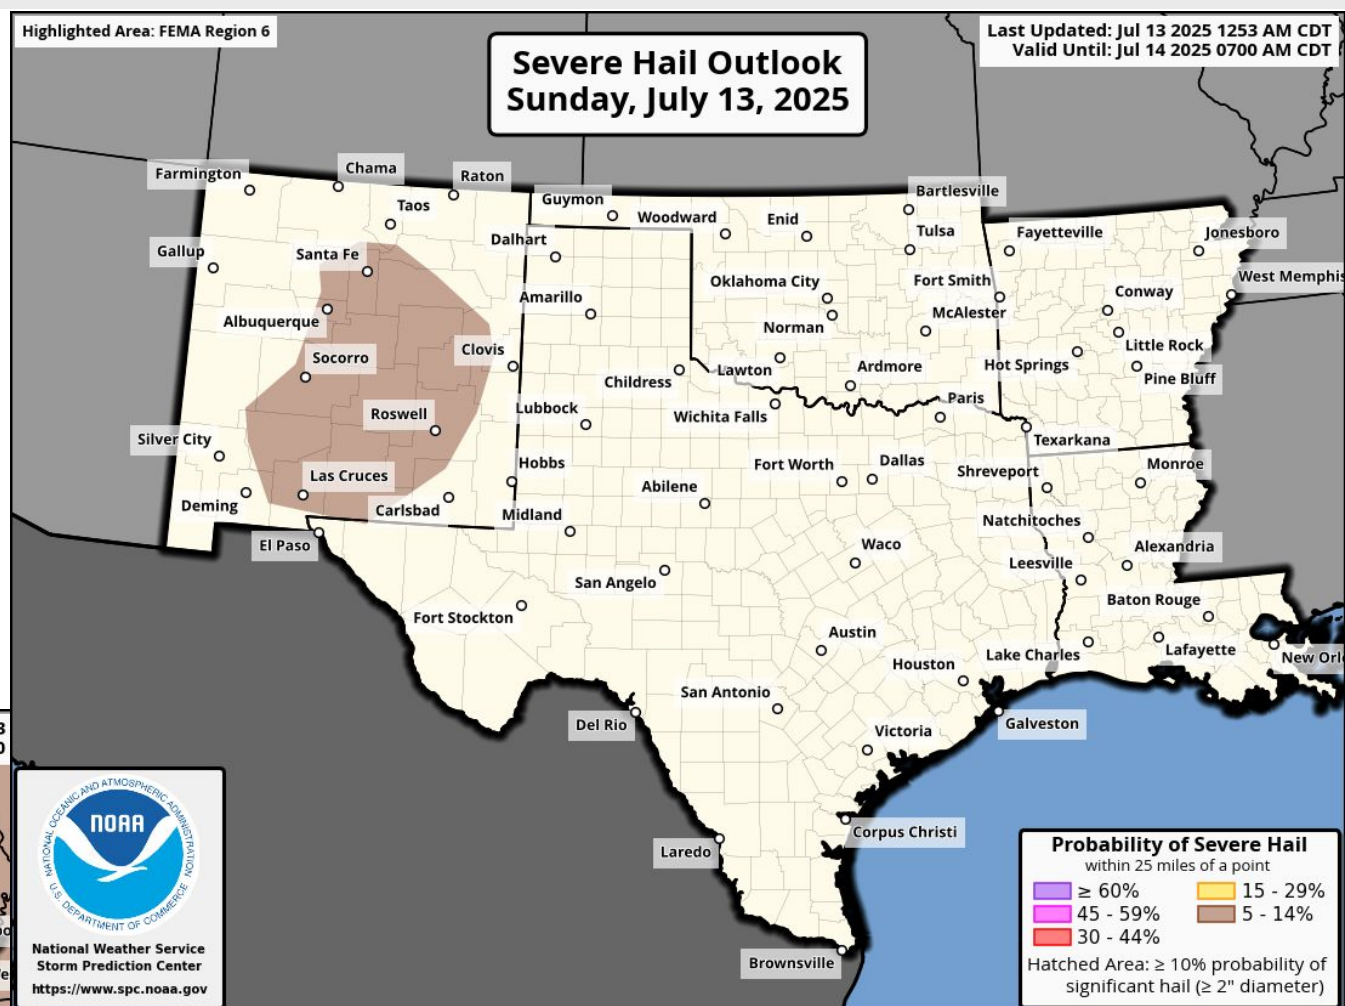 Highlighted Area: FEMA Region 6
Severe Hail Outlook
Sunday, July 13, 2025
Last Updated: Jul 13 2025 1253 AM CDT
Valid Until: Jul 14 2025 0700 AM CDT
Farmington
Chama
Raton
Taos
Guymon
Woodward
Enid
Bartlesville
Tulsa
Fayetteville
Jonesboro
Gallup
Santa Fe
Dalhart
Oklahoma City
Fort Smith
West Memphis
Albuquerque
Amarillo
Norman
McAlester
Conway
Little Rock
Socorro
Clovis
Childress
Lawton
Ardmore
Hot Springs
Pine Bluff
Roswell
Lubbock
Wichita Falls
Paris
Texarkana
Silver City
Las Cruces
Hobbs
Abilene
Fort Worth
Dallas
Shreveport
Monroe
Deming
Carlsbad
Midland
Natchitoches
El Paso
San Angelo
Waco
Leesville
Alexandria
Fort Stockton
Austin
Baton Rouge
Houston
Lake Charles
Lafayette
New Orl
Del Rio
San Antonio
Victoria
Galveston
Laredo
Corpus Christi
Brownsville
NATIONAL OCEANIC AND ATMOSPHERIC ADMINISTRATION
NOAA
U.S. DEPARTMENT OF COMMERCE
National Weather Service
Storm Prediction Center
https://www.spc.noaa.gov
Probability of Severe Hail
within 25 miles of a point
≥ 60%
45 - 59%
30 - 44%
15 - 29%
5 - 14%
Hatched Area: ≥ 10% probability of
significant hail (≥ 2" diameter)